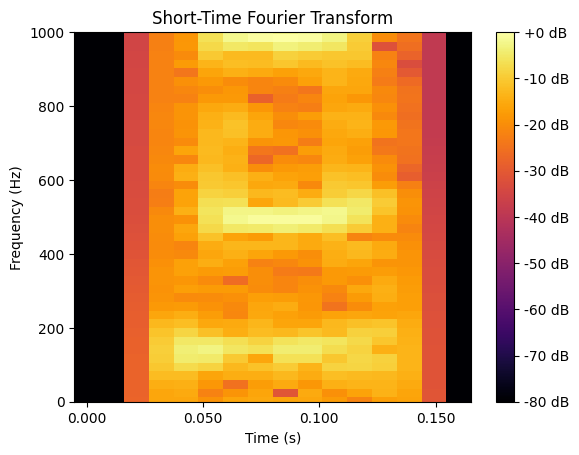 Short-Time Fourier Transform
1000
800
600
400
200
0
Frequency (Hz)
0.000
0.050
0.100
0.150
Time (s)
+0 dB
-10 dB
-20 dB
-30 dB
-40 dB
-50 dB
-60 dB
-70 dB
-80 dB